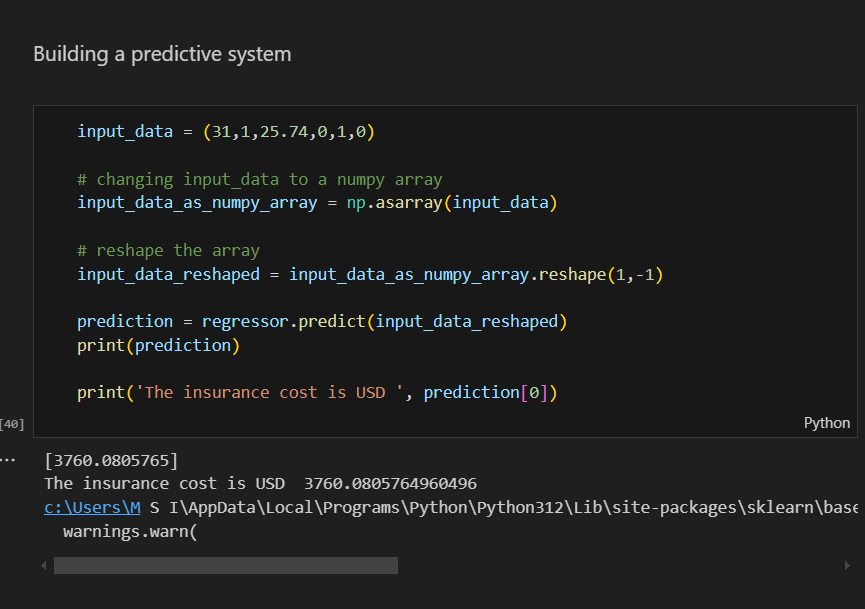 Building a predictive system
input_data = (31,1,25.74,0,1,0)
# changing input_data to a numpy array
input_data_as_numpy_array = np.asarray(input_data)
# reshape the array
input_data_reshaped = input_data_as_numpy_array.reshape(1,-1)
prediction = regressor.predict(input_data_reshaped)
print(prediction)
print('The insurance cost is USD ', prediction[0])
[40]
Python
...
[3760.0805765]
The insurance cost is USD  3760.0805764960496
c:\Users\M S I\AppData\Local\Programs\Python\Python312\Lib\site-packages\sklearn\base
  warnings.warn(